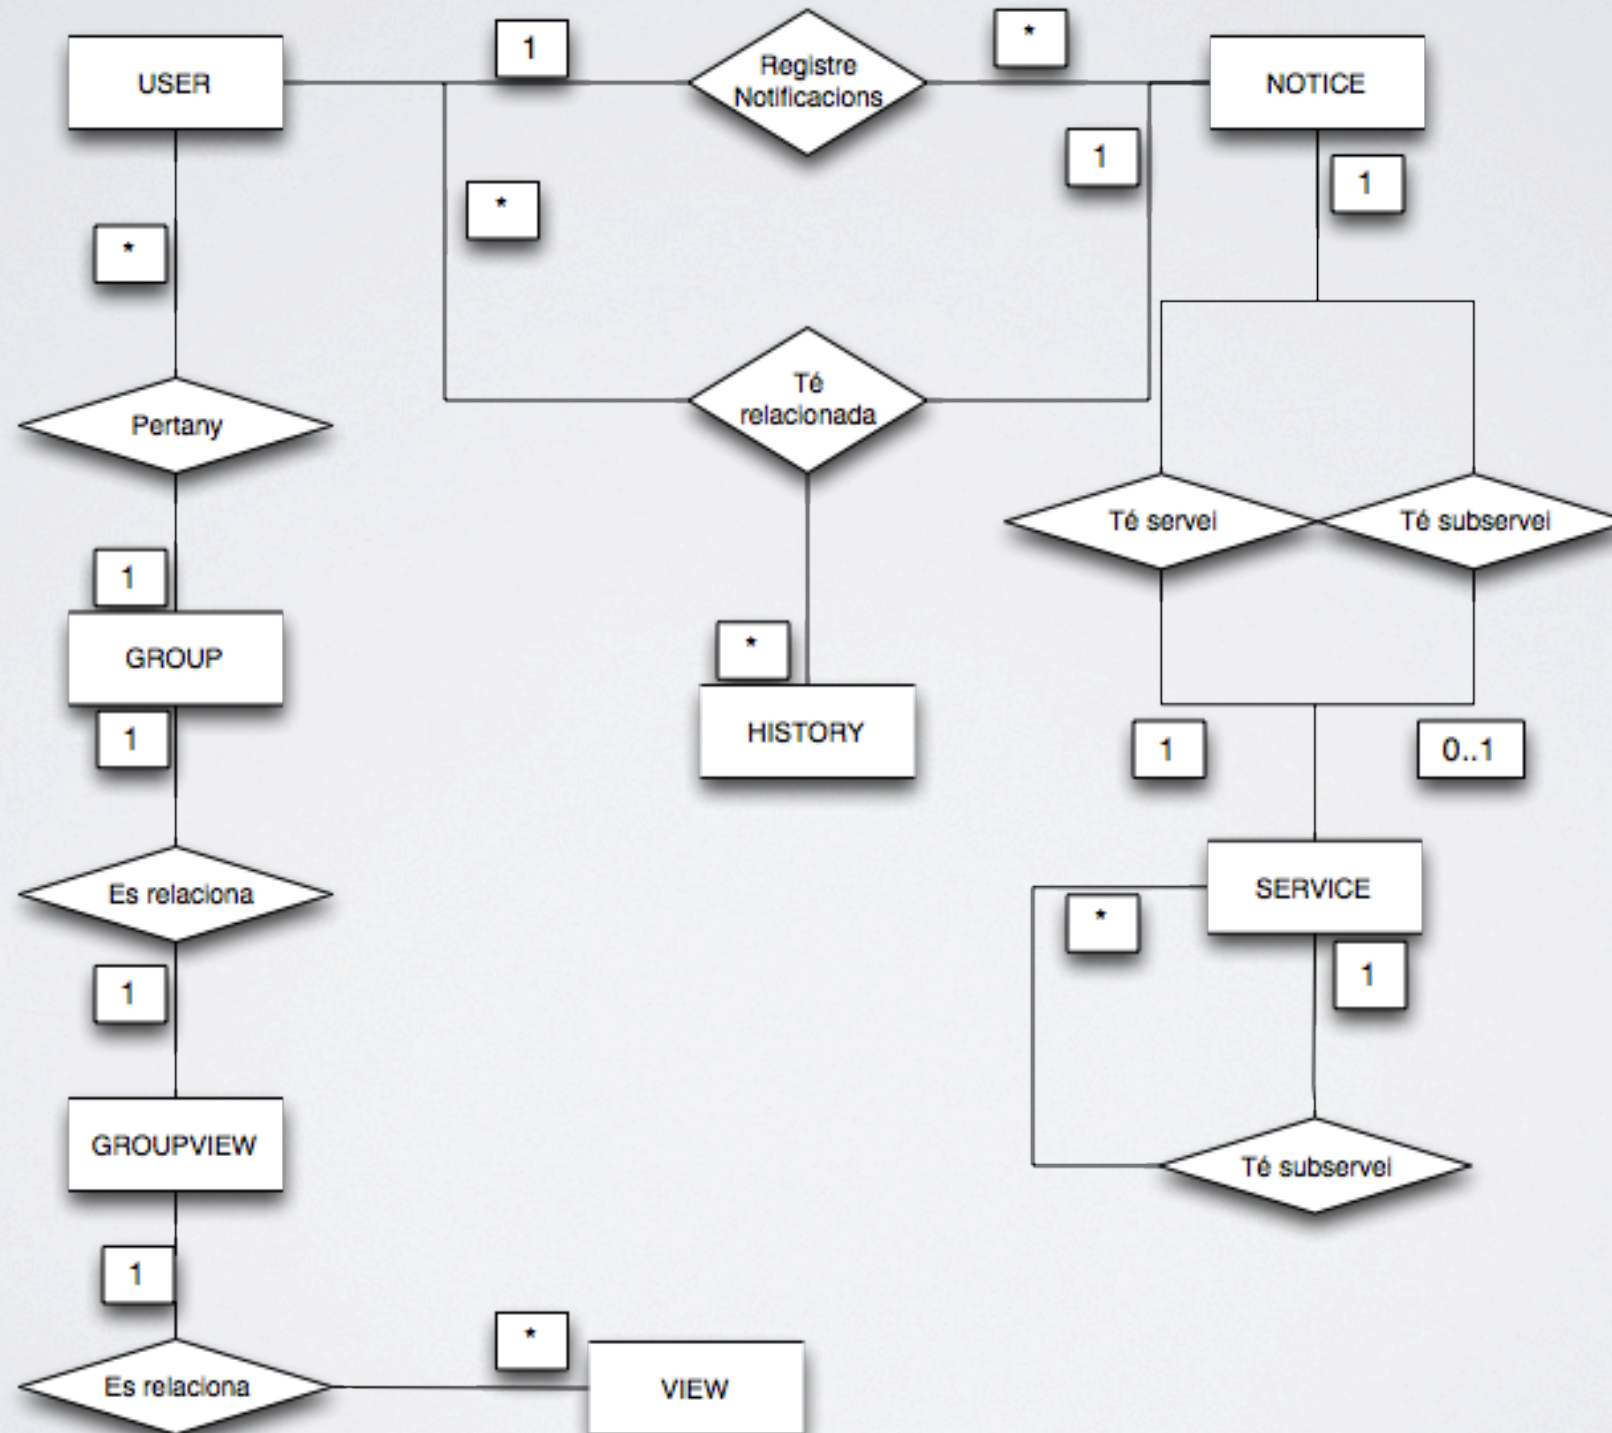 USER
1
Registre
Notificacions
*
NOTICE
*
1
1
*
Té
relacionada
Pertany
Té servei
Té subservei
1
GROUP
1
*
HISTORY
1
0..1
Es relaciona
SERVICE
*
1
1
GROUPVIEW
Té subservei
1
*
Es relaciona
VIEW